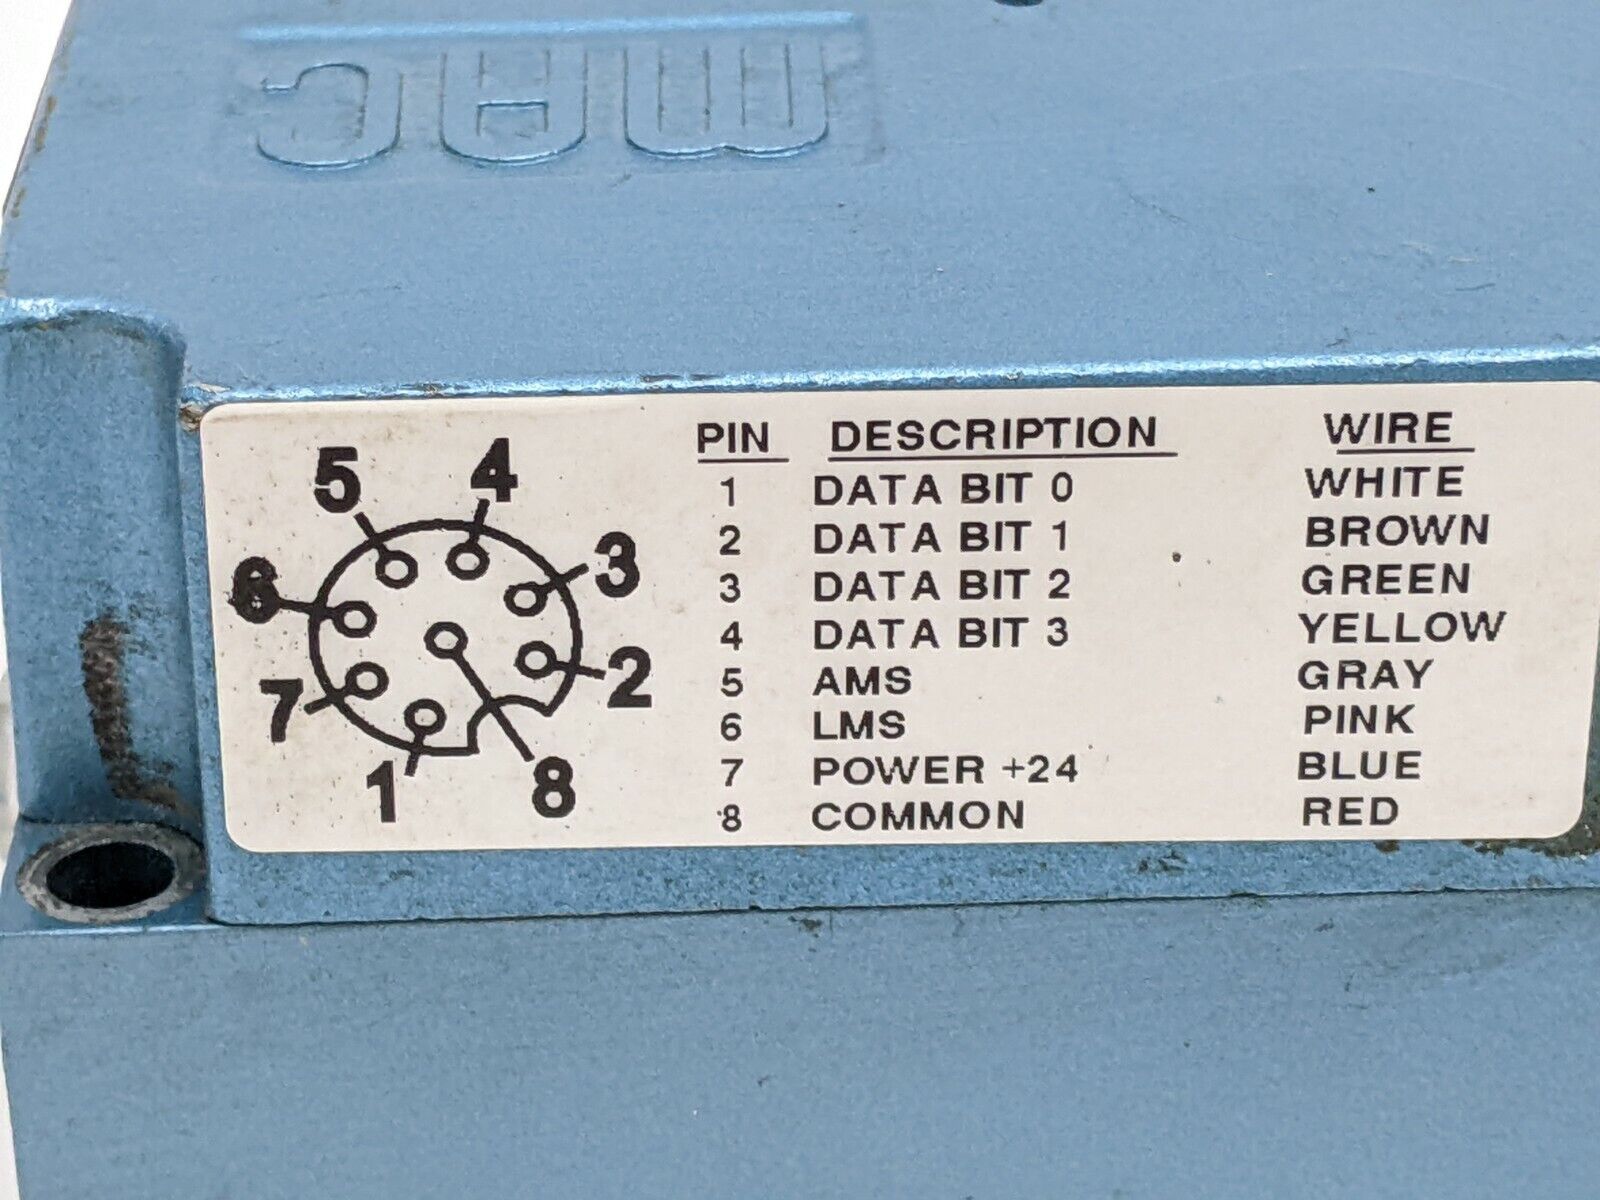 mAC
5 4
6 3
7 2
1 8
PIN DESCRIPTION WIRE
1 DATA BIT 0 WHITE
2 DATA BIT 1 BROWN
3 DATA BIT 2 GREEN
4 DATA BIT 3 YELLOW
5 AMS GRAY
6 LMS PINK
7 POWER +24 BLUE
8 COMMON RED